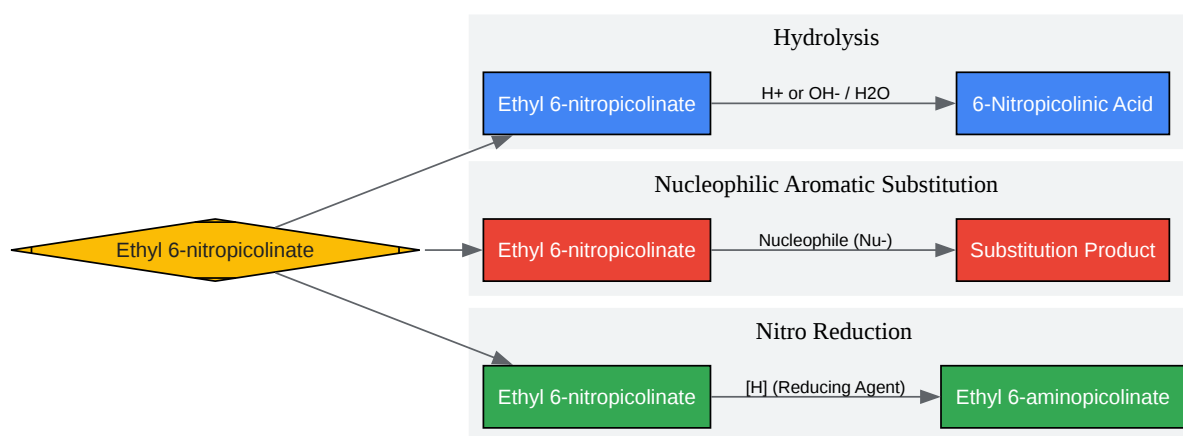 Hydrolysis
Ethyl 6-nitropicolinate
H+ or OH- / H2O
6-Nitropicolinic Acid
Nucleophilic Aromatic Substitution
Ethyl 6-nitropicolinate
Ethyl 6-nitropicolinate
Nucleophile (Nu-)
Substitution Product
Nitro Reduction
Ethyl 6-nitropicolinate
[H] (Reducing Agent)
Ethyl 6-aminopicolinate